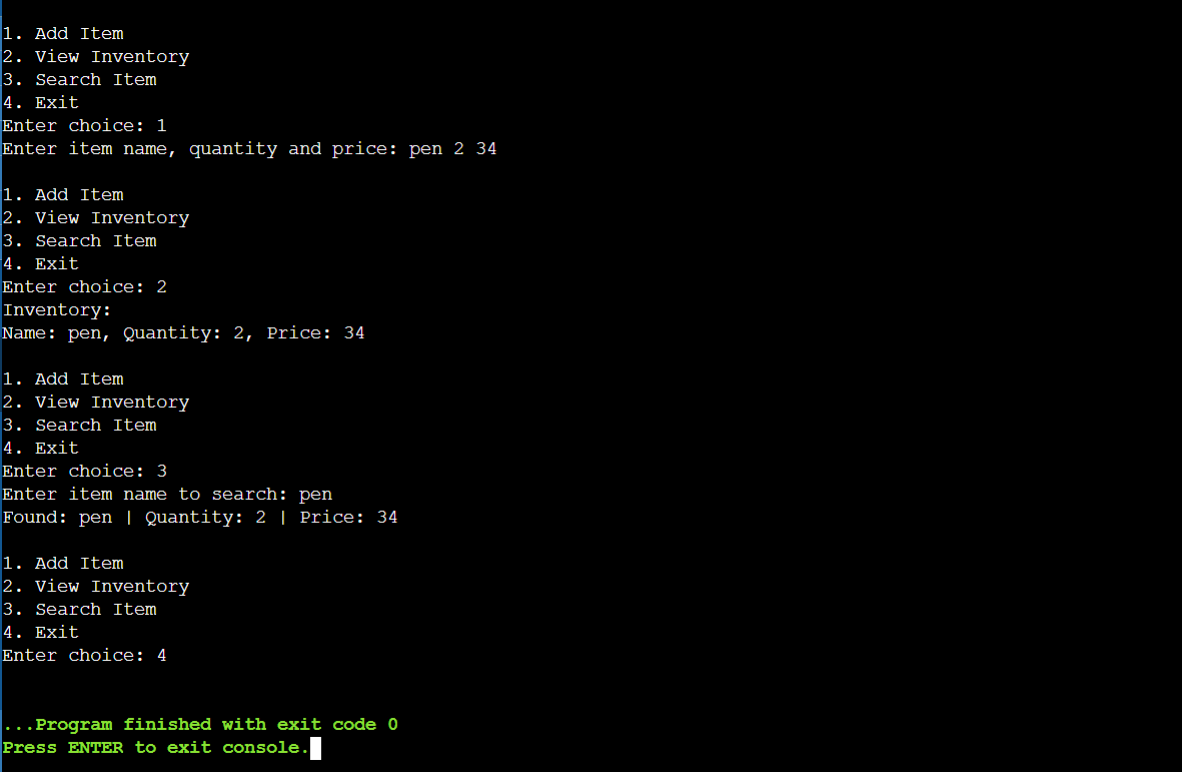 1. Add Item
2. View Inventory
3. Search Item
4. Exit
Enter choice: 1
Enter item name, quantity and price: pen 2 34
1. Add Item
2. View Inventory
3. Search Item
4. Exit
Enter choice: 2
Inventory:
Name: pen, Quantity: 2, Price: 34
1. Add Item
2. View Inventory
3. Search Item
4. Exit
Enter choice: 3
Enter item name to search: pen
Found: pen | Quantity: 2 | Price: 34
1. Add Item
2. View Inventory
3. Search Item
4. Exit
Enter choice: 4
...Program finished with exit code 0
Press ENTER to exit console.